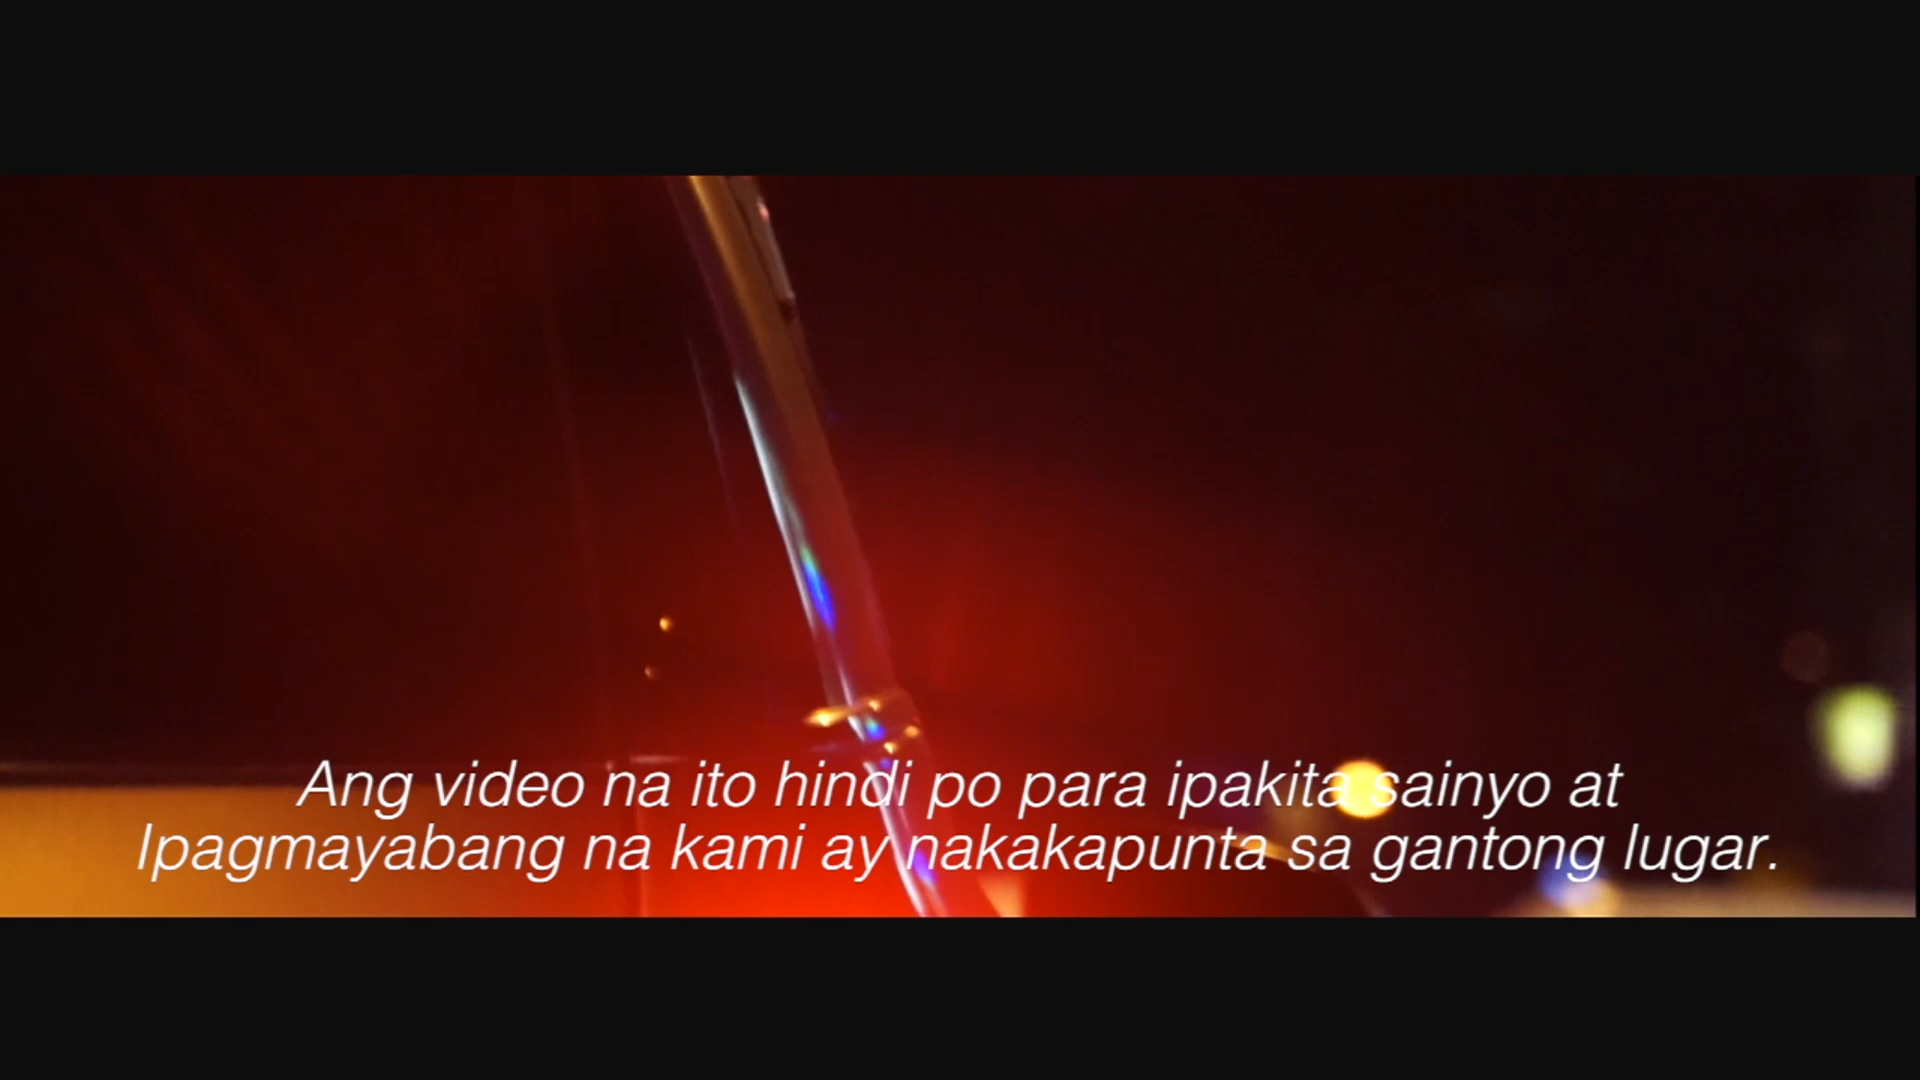 Ang video na ito hindi po para ipakita sainyo at
Ipagmayabang na kami ay nakakapunta sa gantong lugar.